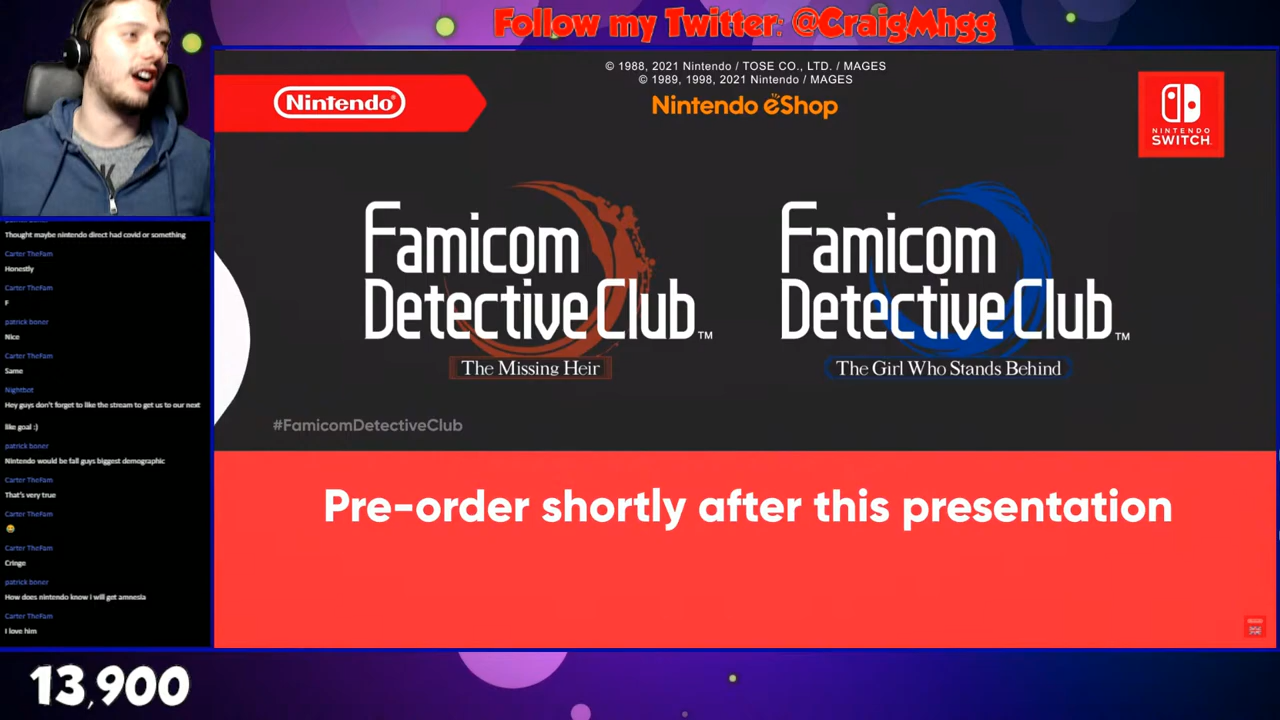 Follow my Twitter: @CraigMhgg
© 1988, 2021 Nintendo / TOSE CO., LTD. / MAGES
© 1989, 1998, 2021 Nintendo / MAGES
Nintendo eShop
Nintendo
NINTENDO
SWITCH
Famicom
Detective Club™
The Missing Heir
Famicom
Detective Club™
The Girl Who Stands Behind
#FamicomDetectiveClub
Pre-order shortly after this presentation
Thought maybe nintendo direct had covid or something
Carter TheFam
Honestly
Carter TheFam
F
patrick boner
Nice
Carter TheFam
Same
Nightbot
Hey guys don't forget to like the stream to get us to our next
like goal :)
patrick boner
Nintendo would be fall guys biggest demographic
Carter TheFam
That's very true
Carter TheFam
Carter TheFam
Cringe
patrick boner
How does nintendo know i will get amnesia
Carter TheFam
I love him
13,900